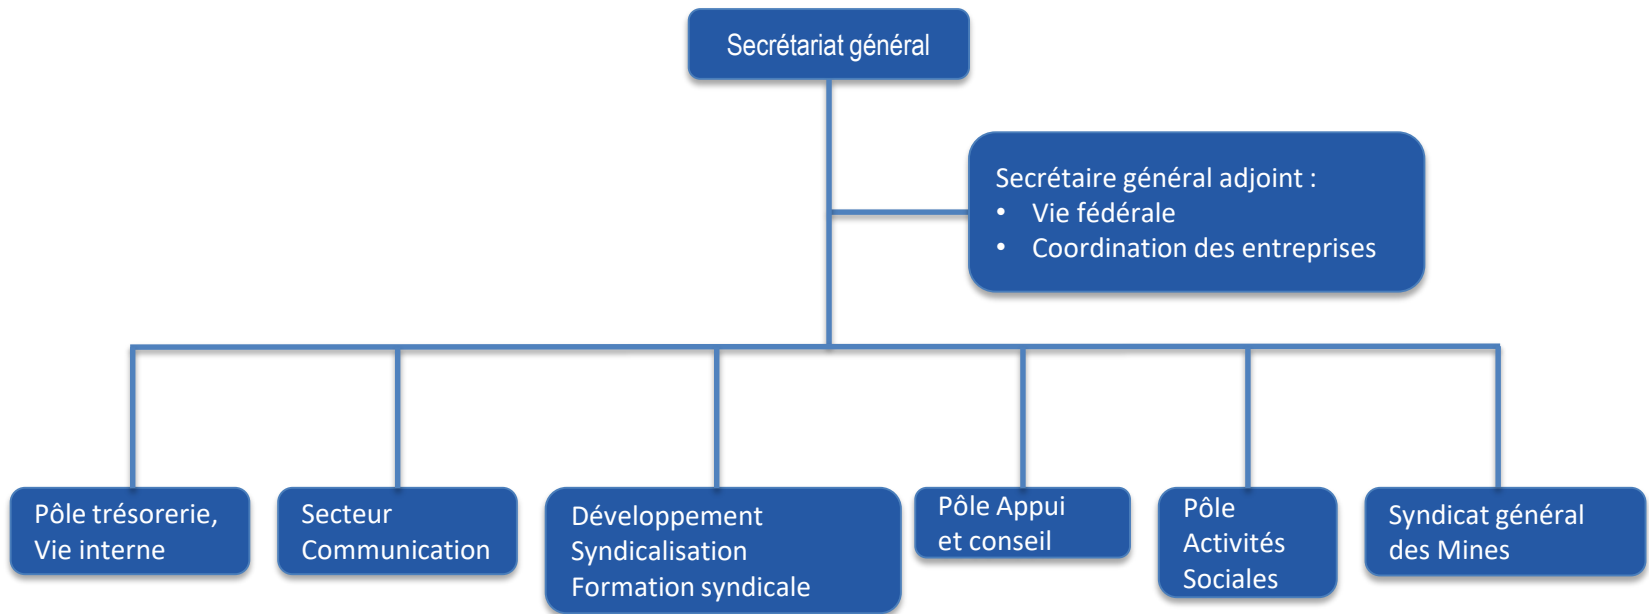 Secrétariat général
Secrétaire général adjoint :
• Vie fédérale
• Coordination des entreprises
Pôle trésorerie,
Vie interne
Secteur
Communication
Développement
Syndicalisation
Formation syndicale
Pôle Appui
et conseil
Pôle
Activités
Sociales
Syndicat général
des Mines